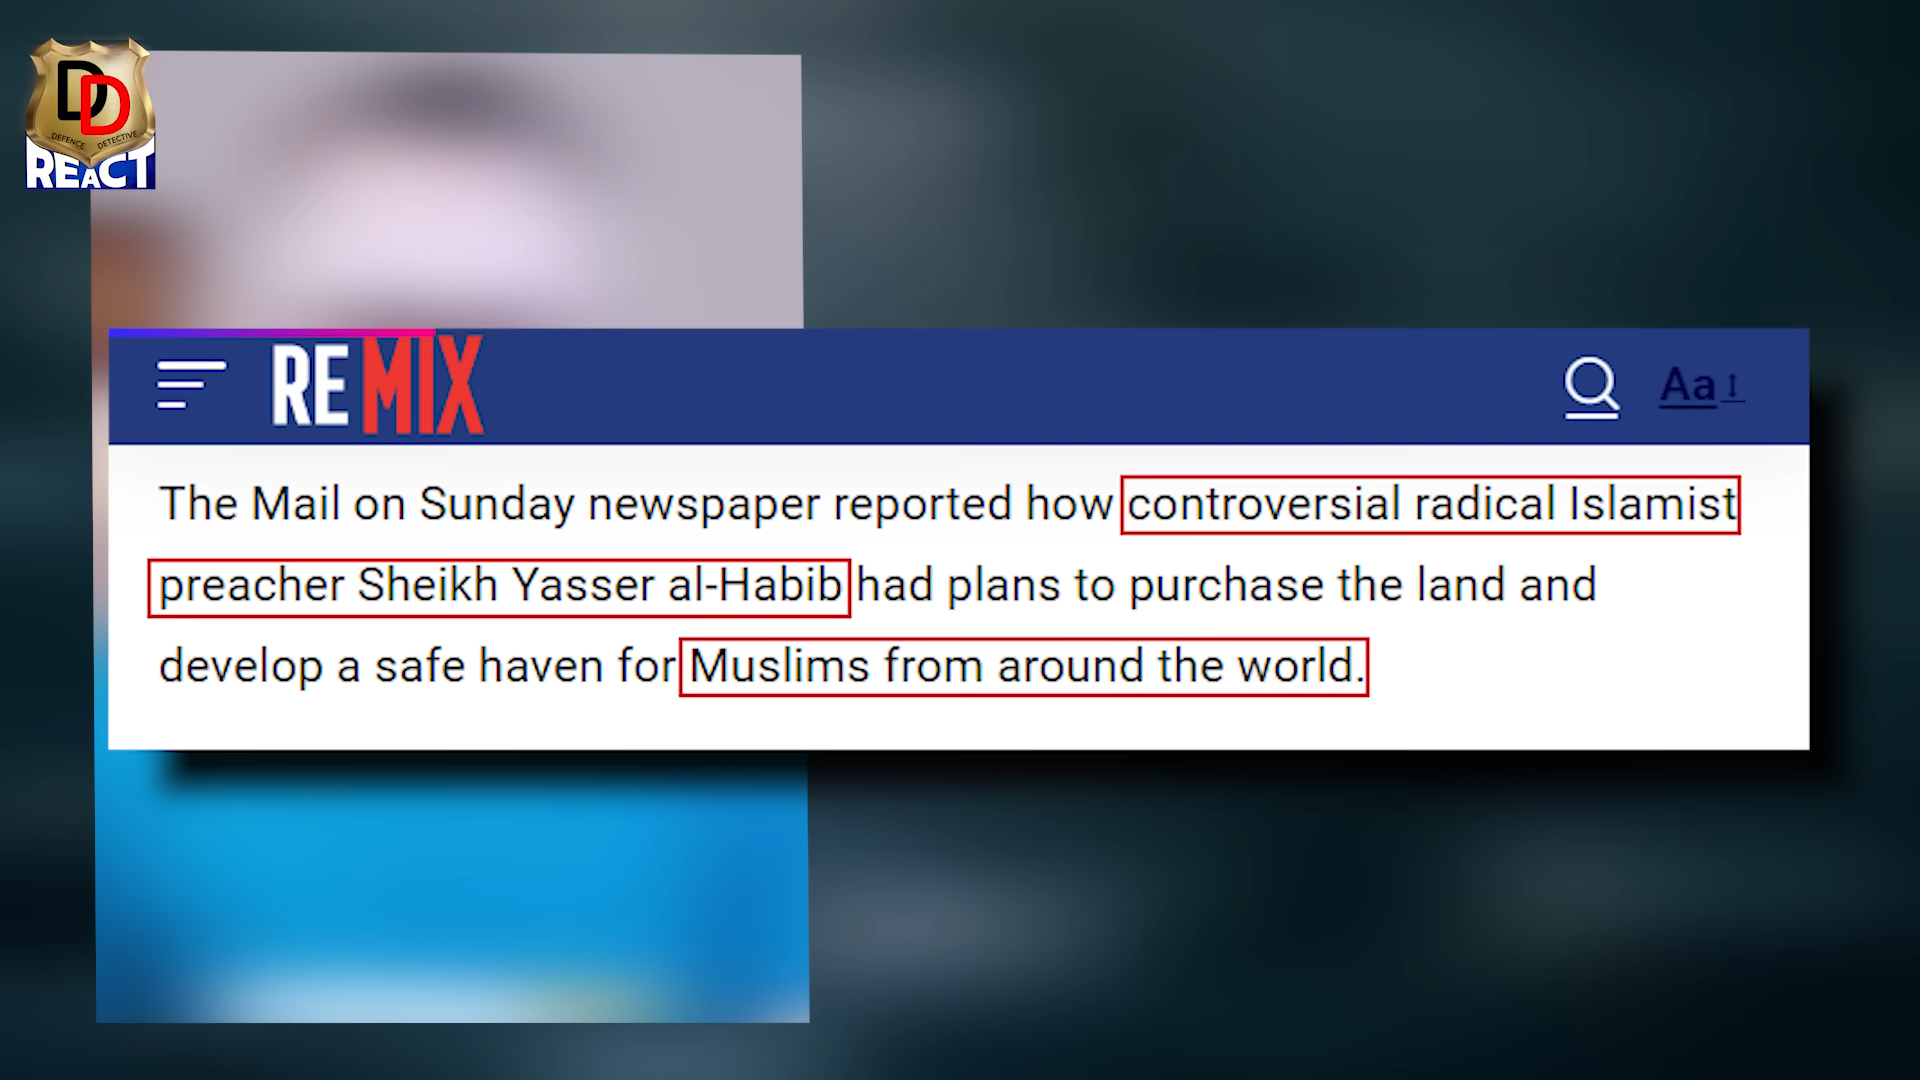 DD
DEFENCE DETECTIVE
REACT
REMIX
Aa
The Mail on Sunday newspaper reported how controversial radical Islamist
preacher Sheikh Yasser al-Habib had plans to purchase the land and
develop a safe haven for Muslims from around the world.